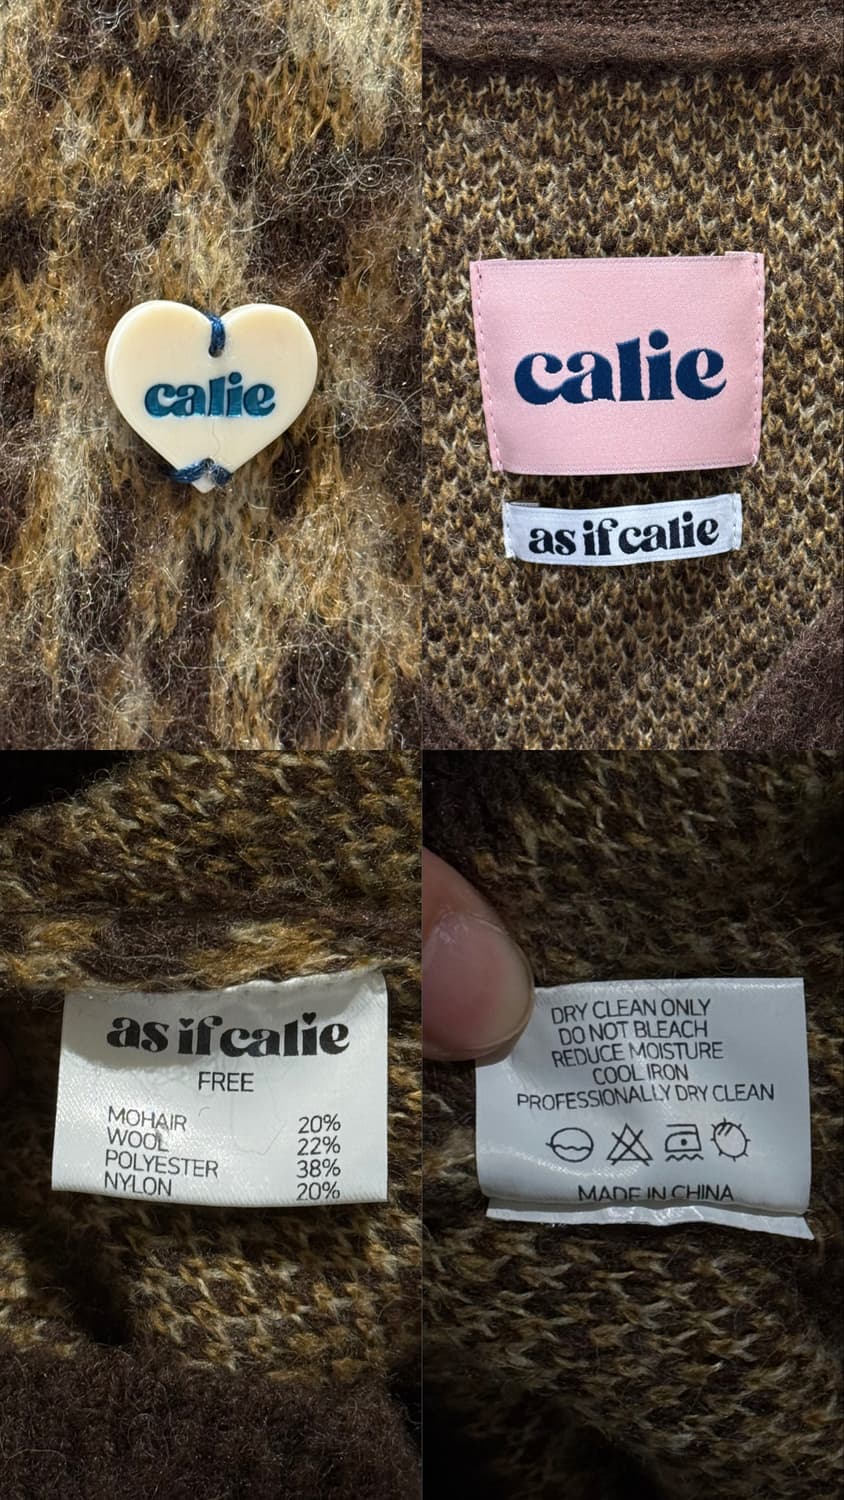 calie
calie
as if calie
as if calie
FREE
MOHAIR 20%
WOOL 22%
POLYESTER 38%
NYLON 20%
DRY CLEAN ONLY
DO NOT BLEACH
REDUCE MOISTURE
COOL IRON
PROFESSIONALLY DRY CLEAN
MADE IN CHINA